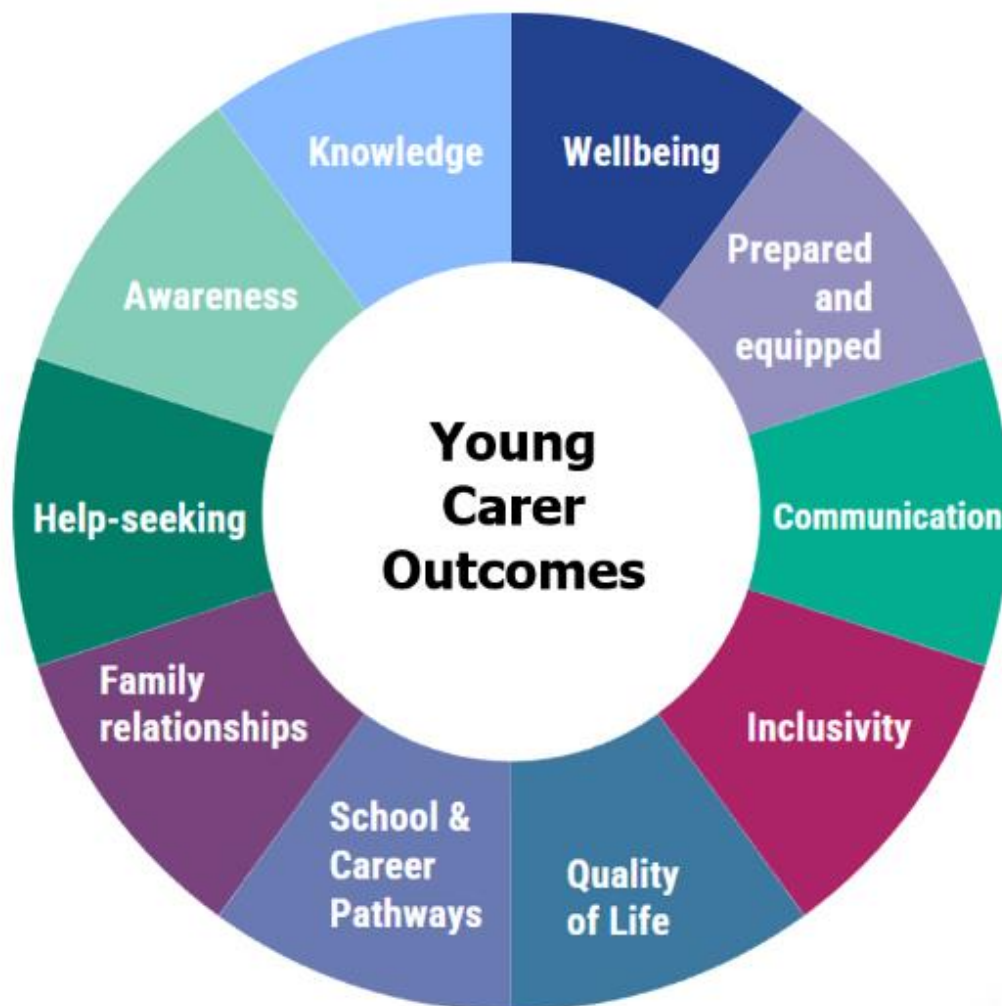 Knowledge
Wellbeing
Prepared
and
equipped
Communication
Inclusivity
Quality
of Life
School &
Career
Pathways
Family
relationships
Help-seeking
Awareness
Young
Carer
Outcomes